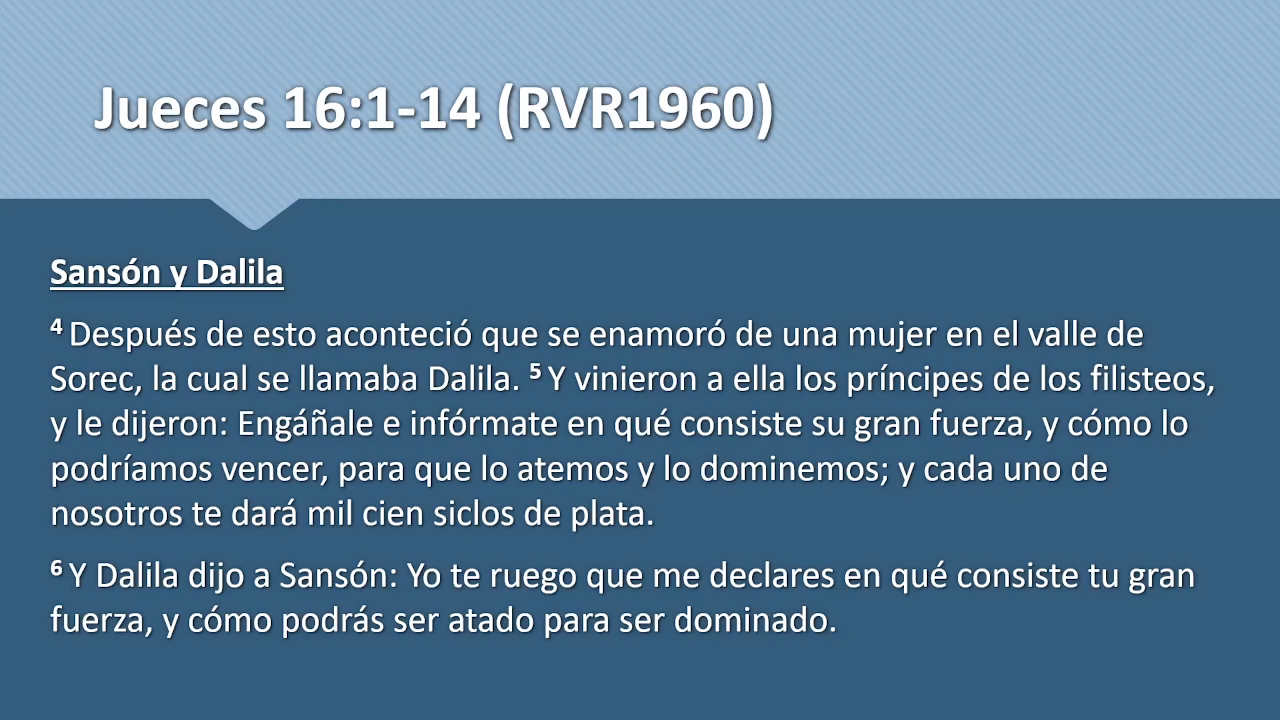 Jueces 16:1-14 (RVR1960)
Sansón y Dalila
4 Después de esto aconteció que se enamoró de una mujer en el valle de
Sorec, la cual se llamaba Dalila. 5 Y vinieron a ella los príncipes de los filisteos,
y le dijeron: Engáñale e infórmate en qué consiste su gran fuerza, y cómo lo
podríamos vencer, para que lo atemos y lo dominemos; y cada uno de
nosotros te dará mil cien siclos de plata.
6 Y Dalila dijo a Sansón: Yo te ruego que me declares en qué consiste tu gran
fuerza, y cómo podrás ser atado para ser dominado.